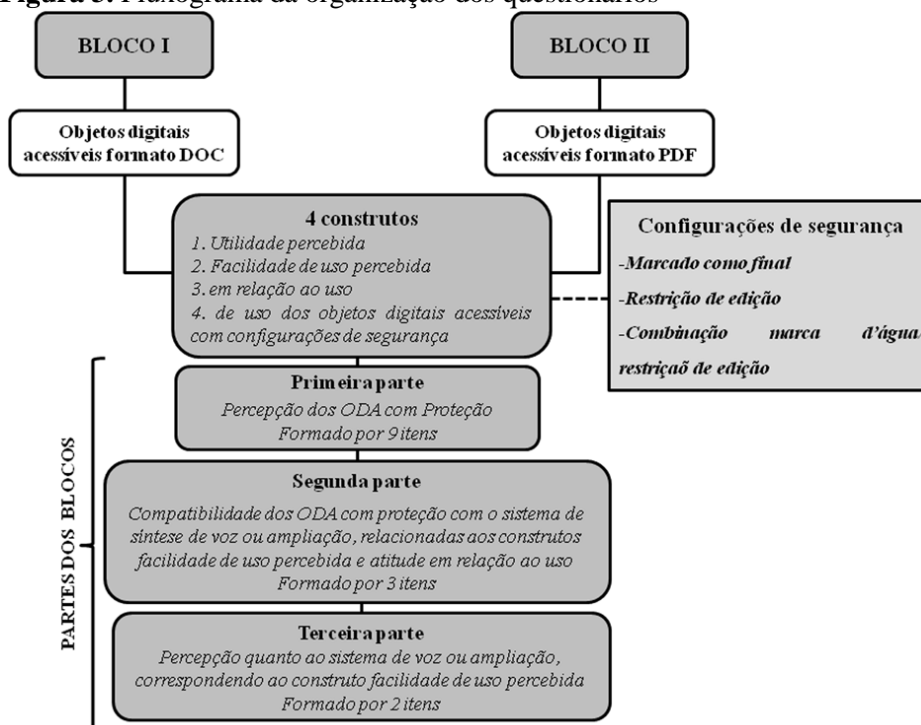 Fluxograma da organização dos questionários
BLOCO I
BLOCO II
Objetos digitais
acessíveis formato DOC
Objetos digitais
acessíveis formato PDF
4 construtos
1. Utilidade percebida
2. Facilidade de uso percebida
3. em relação ao uso
4. de uso dos objetos digitais acessíveis
com configurações de segurança
Configurações de segurança
-Marcado como final
-Restrição de edição
-Combinação marca d'água
restriçaõ de edição
PARTES DOS BLOCOS
Primeira parte
Percepção dos ODA com Proteção
Formado por 9 itens
Segunda parte
Compatibilidade dos ODA com proteção com o sistema de
síntese de voz ou ampliação, relacionadas aos construtos
facilidade de uso percebida e atitude em relação ao uso
Formado por 3 itens
Terceira parte
Percepção quanto ao sistema de voz ou ampliação,
correspondendo ao construto facilidade de uso percebida
Formado por 2 itens